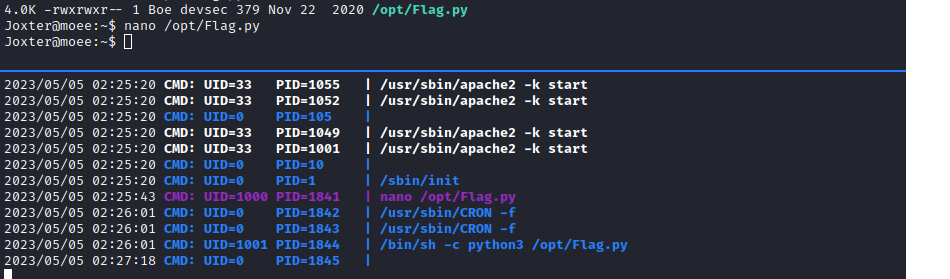 4.0K -rwxrwxr-- 1 Boe devsec 379 Nov 22  2020 /opt/Flag.py
Joxter@moee:~$ nano /opt/Flag.py
Joxter@moee:~$
2023/05/05 02:25:20 CMD: UID=33   PID=1055   | /usr/sbin/apache2 -k start
2023/05/05 02:25:20 CMD: UID=33   PID=1052   | /usr/sbin/apache2 -k start
2023/05/05 02:25:20 CMD: UID=0    PID=105    |
2023/05/05 02:25:20 CMD: UID=33   PID=1049   | /usr/sbin/apache2 -k start
2023/05/05 02:25:20 CMD: UID=33   PID=1001   | /usr/sbin/apache2 -k start
2023/05/05 02:25:20 CMD: UID=0    PID=10     |
2023/05/05 02:25:20 CMD: UID=0    PID=1      | /sbin/init
2023/05/05 02:25:43 CMD: UID=1000 PID=1841   | nano /opt/Flag.py
2023/05/05 02:26:01 CMD: UID=0    PID=1842   | /usr/sbin/CRON -f
2023/05/05 02:26:01 CMD: UID=0    PID=1843   | /usr/sbin/CRON -f
2023/05/05 02:26:01 CMD: UID=1001 PID=1844   | /bin/sh -c python3 /opt/Flag.py
2023/05/05 02:27:18 CMD: UID=0    PID=1845   |